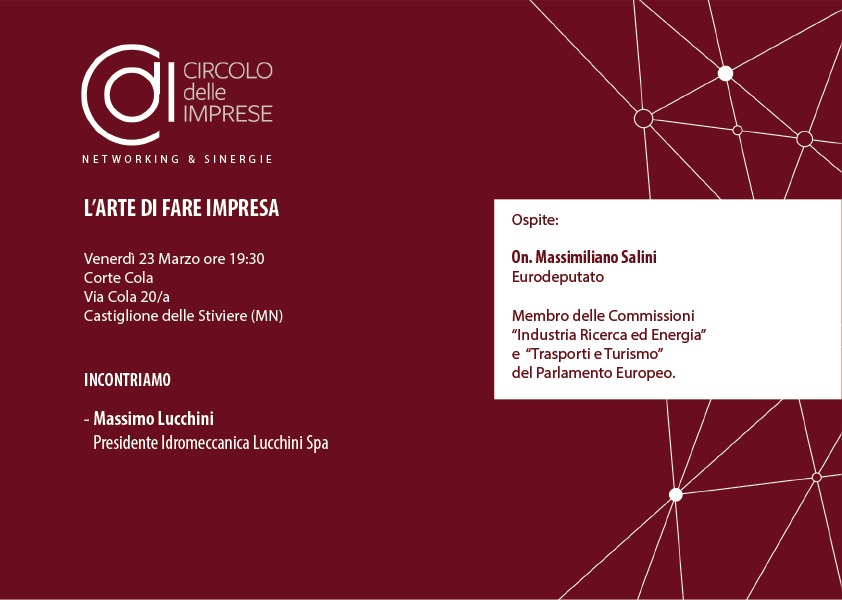 CIRCOLO
delle
IMPRESE
NETWORKING & SINERGIE
L'ARTE DI FARE IMPRESA
Venerdì 23 Marzo ore 19:30
Corte Cola
Via Cola 20/a
Castiglione delle Stiviere (MN)
INCONTRIAMO
- Massimo Lucchini
Presidente Idromeccanica Lucchini Spa
Ospite:
On. Massimiliano Salini
Eurodeputato
Membro delle Commissioni
“Industria Ricerca ed Energia”
e “Trasporti e Turismo”
del Parlamento Europeo.